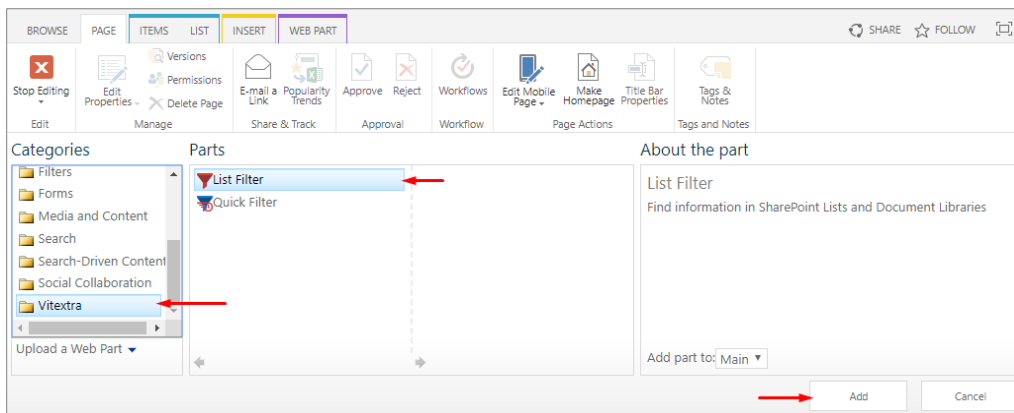 BROWSE PAGE ITEMS LIST INSERT WEB PART SHARE FOLLOW
Stop Editing
Edit
Edit Properties
Versions
Permissions
Delete Page
Manage
E-mail a Link
Popularity Trends
Share & Track
Approve
Reject
Approval
Workflows
Workflow
Edit Mobile Page
Make Homepage
Title Bar Properties
Page Actions
Tags & Notes
Tags and Notes
Categories
Filters
Forms
Media and Content
Search
Search-Driven Content
Social Collaboration
Vitextra
Upload a Web Part
Parts
List Filter
Quick Filter
About the part
List Filter
Find information in SharePoint Lists and Document Libraries
Add part to: Main
Add Cancel